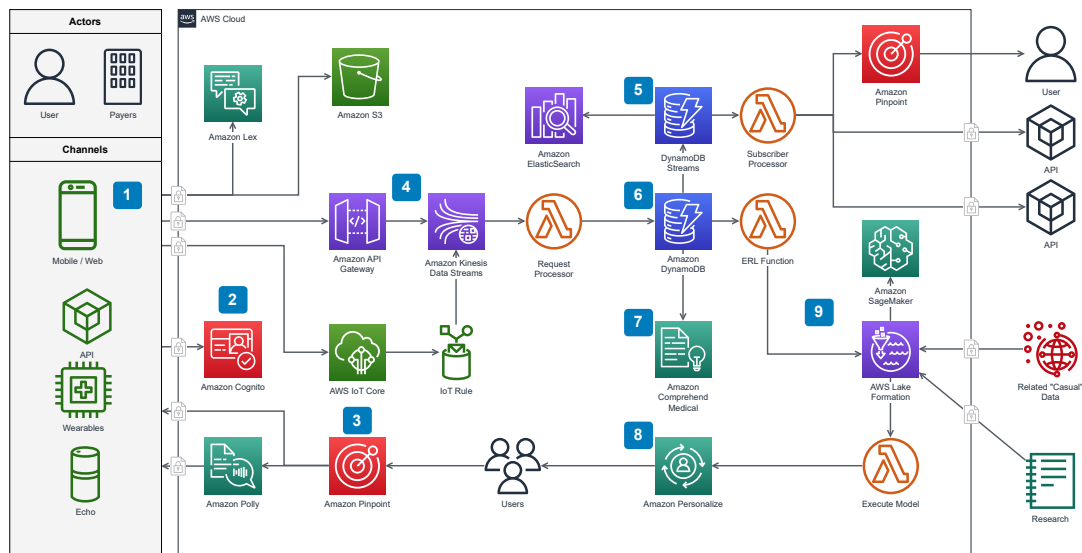 Actors
User
Payers
Channels
1
Mobile / Web
API
Wearables
Echo
aws
AWS Cloud
Amazon Lex
Amazon S3
5
Amazon
ElasticSearch
DynamoDB
Streams
Subscriber
Processor
Amazon
Pinpoint
User
API
API
4
Amazon API
Gateway
Amazon Kinesis
Data Streams
Request
Processor
6
Amazon
DynamoDB
ERL Function
Amazon
SageMaker
2
Amazon Cognito
AWS IoT Core
IoT Rule
7
Amazon
Comprehend
Medical
9
AWS Lake
Formation
Related "Casual"
Data
3
Amazon Polly
Amazon Pinpoint
Users
8
Amazon Personalize
Execute Model
Research